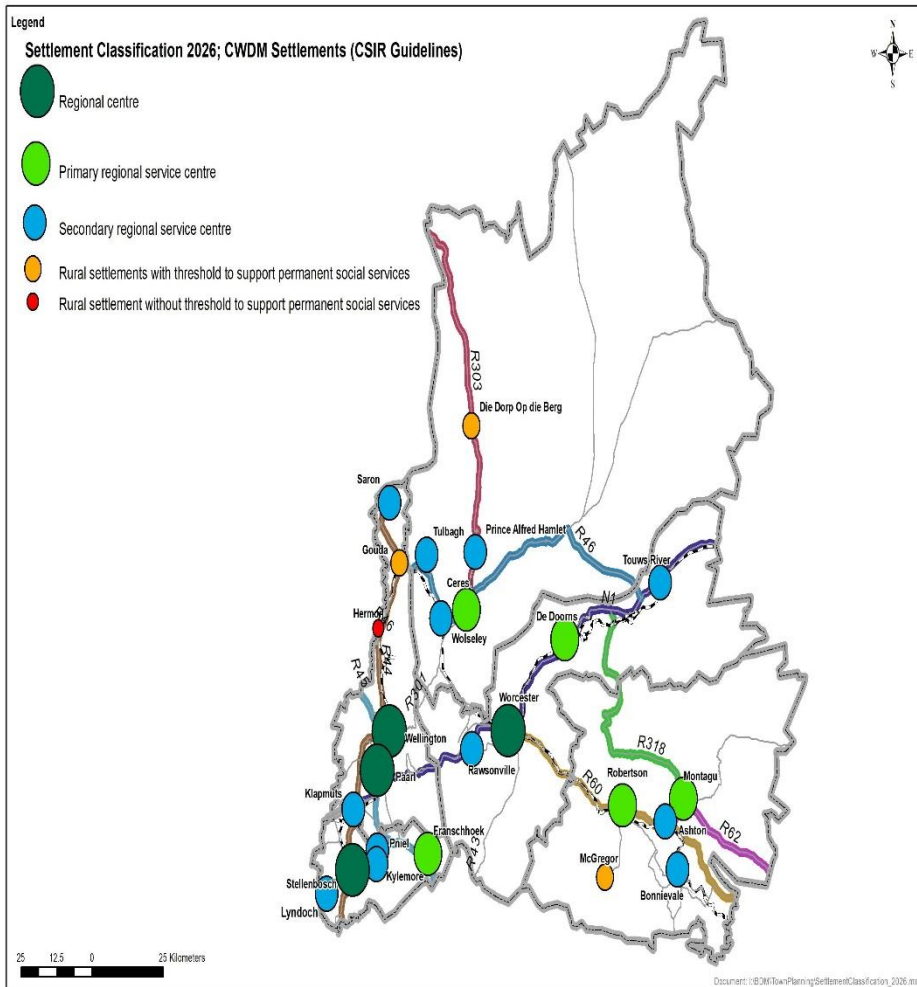 Legend
Settlement Classification 2026; CWDM Settlements (CSIR Guidelines)
Regional centre
Primary regional service centre
Secondary regional service centre
Rural settlements with threshold to support permanent social services
Rural settlement without threshold to support permanent social services
N
W
E
S
R303
Die Dorp Op die Berg
Saron
Tulbagh
Prince Alfred Hamlet
R46
Gouda
Touws River
Ceres
N1
De Doorns
Hermon
Wolseley
R44
R45
R301
Worcester
Wellington
Rawsonville
R318
Paarl
Robertson
Montagu
Klapmuts
R60
R62
Franschhoek
Ashton
Pniel
R43
McGregor
Kylemore
Stellenbosch
Bonnievale
Lyndoch
25 12.5 0 25 Kilometers